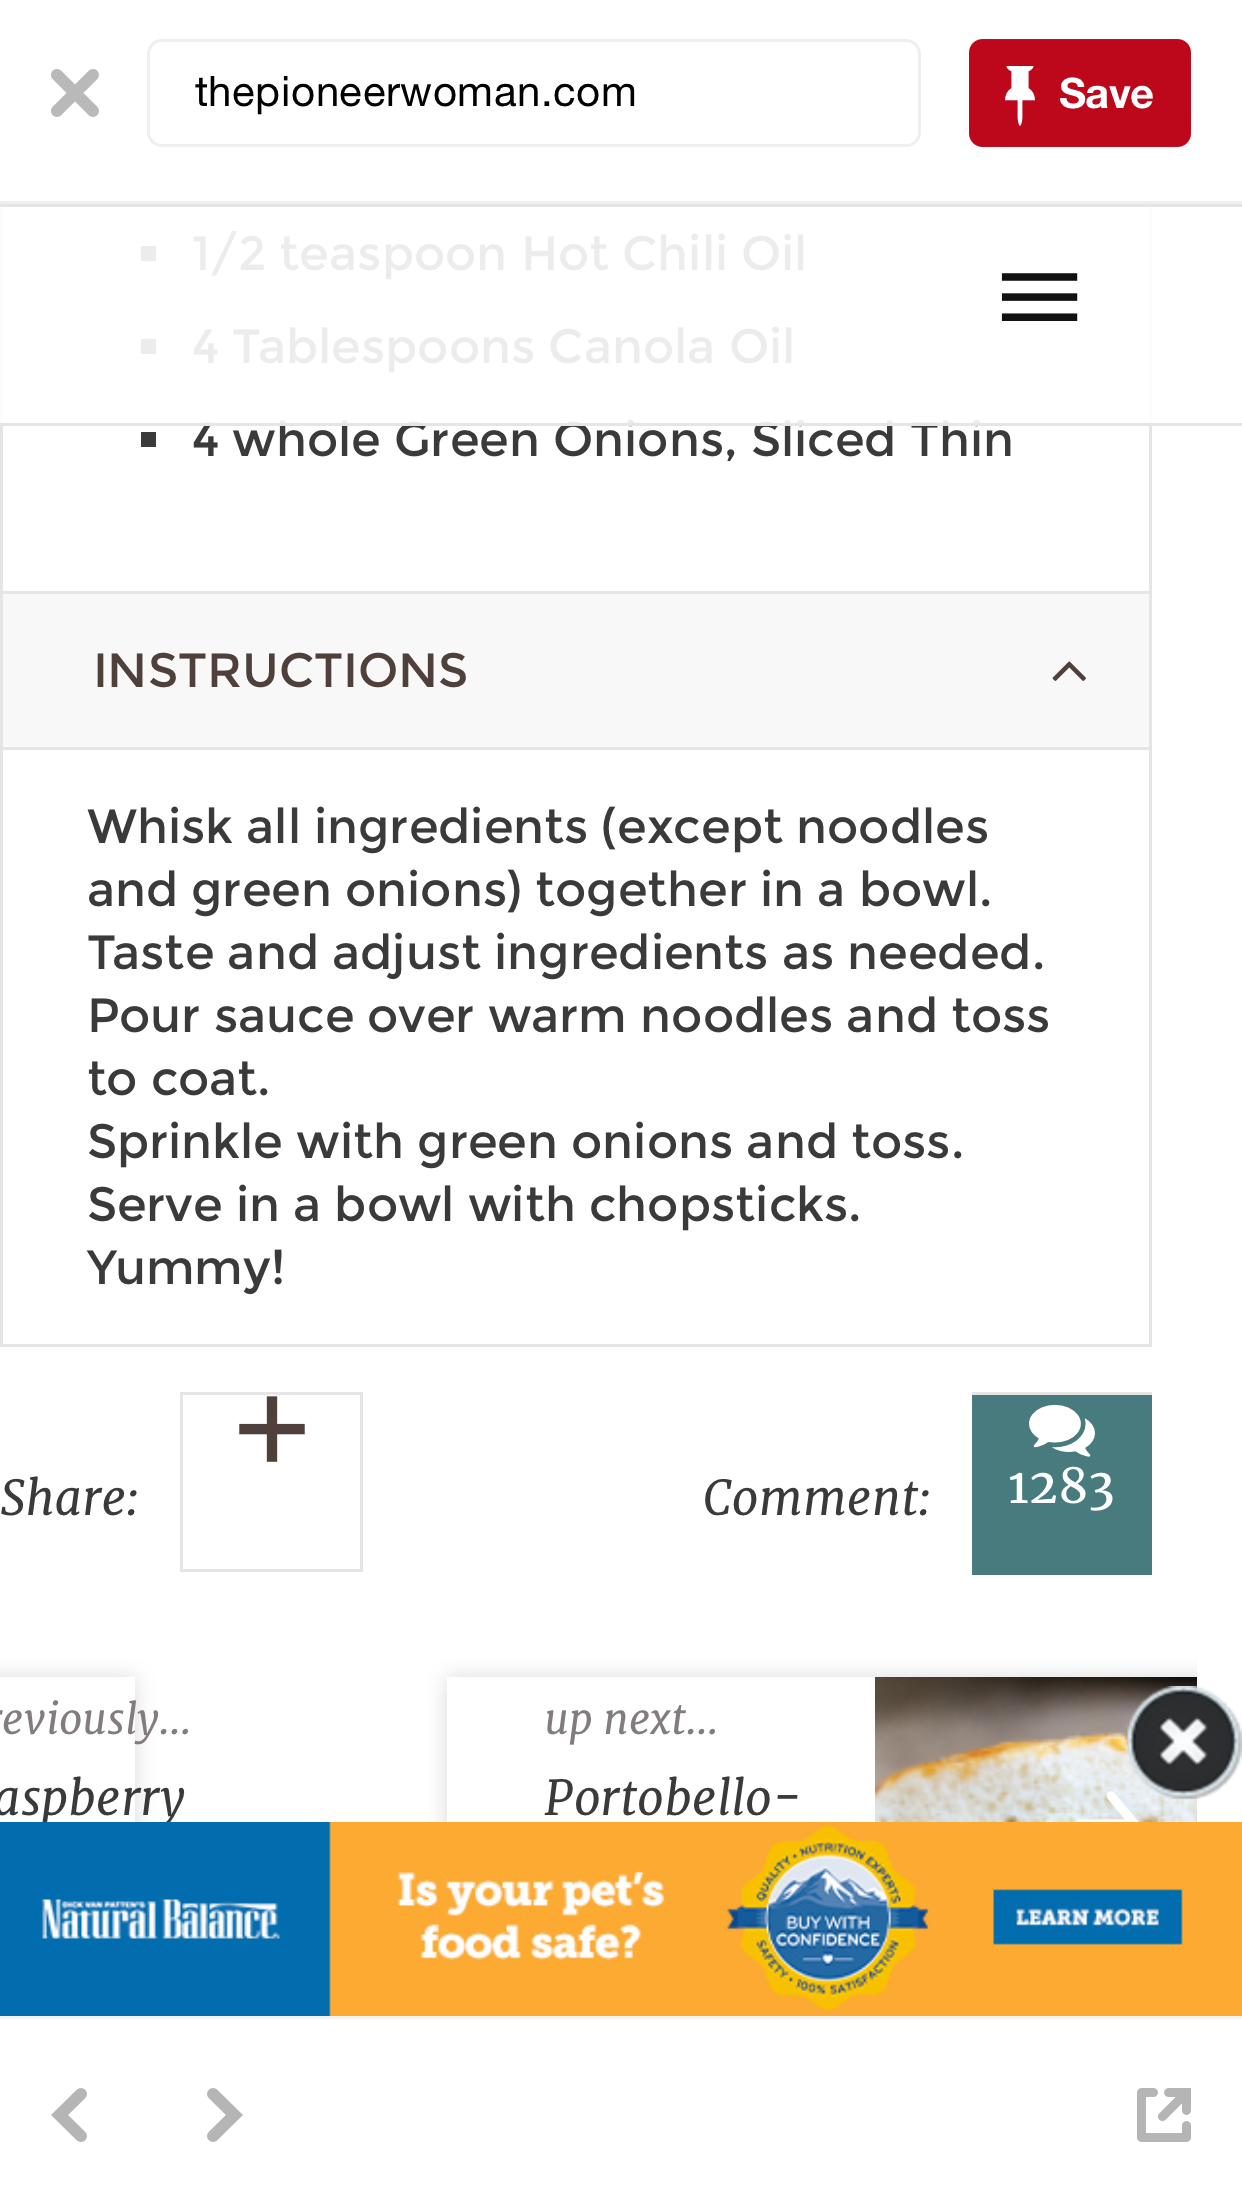 thepioneerwoman.com
Save
1/2 teaspoon Hot Chili Oil
4 Tablespoons Canola Oil
4 whole Green Onions, Sliced Thin
INSTRUCTIONS
Whisk all ingredients (except noodles
and green onions) together in a bowl.
Taste and adjust ingredients as needed.
Pour sauce over warm noodles and toss
to coat.
Sprinkle with green onions and toss.
Serve in a bowl with chopsticks.
Yummy!
Share:
Comment:
1283
reviously...
aspberry
up next...
Portobello-
DICK VAN PATTEN'S
Natural Balance
Is your pet's
food safe?
QUALITY • NUTRITION EXPERTS
BUY WITH
CONFIDENCE
SAFETY • 100% SATISFACTION
LEARN MORE